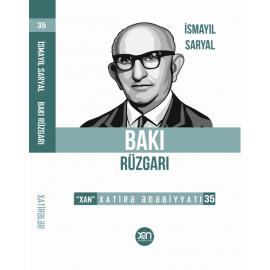 35
İSMAYIL SARYAL
BAKI RÜZGARI
XATİRƏLƏR
İSMAYIL
SARYAL
BAKI
RÜZGARI
"XAN" XATİRƏ ƏDƏBİYYATI 35
xan